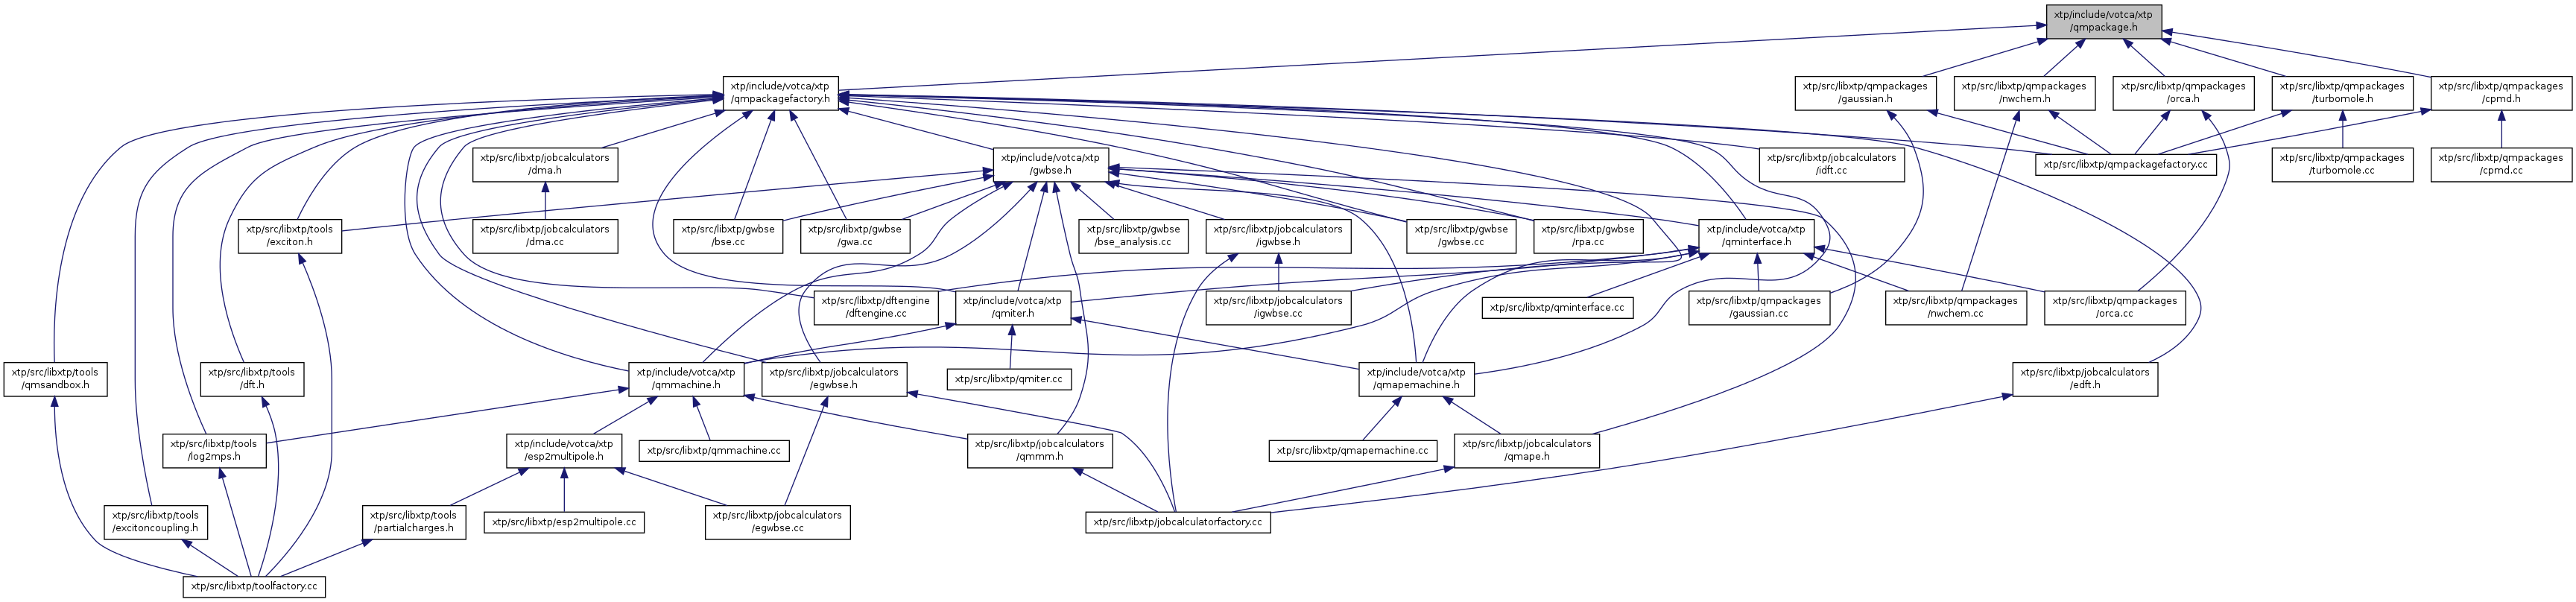 xtp/include/votca/xtp
/qmpackage.h
xtp/include/votca/xtp
/qmpackagefactory.h
xtp/src/libxtp/qmpackages
/gaussian.h
xtp/src/libxtp/qmpackages
/nwchem.h
xtp/src/libxtp/qmpackages
/orca.h
xtp/src/libxtp/qmpackages
/turbomole.h
xtp/src/libxtp/qmpackages
/cpmd.h
xtp/src/libxtp/jobcalculators
/dma.h
xtp/include/votca/xtp
/gwbse.h
xtp/src/libxtp/jobcalculators
/idft.cc
xtp/src/libxtp/qmpackagefactory.cc
xtp/src/libxtp/qmpackages
/turbomole.cc
xtp/src/libxtp/qmpackages
/cpmd.cc
xtp/src/libxtp/tools
/exciton.h
xtp/src/libxtp/jobcalculators
/dma.cc
xtp/src/libxtp/gwbse
/bse.cc
xtp/src/libxtp/gwbse
/gwa.cc
xtp/src/libxtp/gwbse
/bse_analysis.cc
xtp/src/libxtp/jobcalculators
/igwbse.h
xtp/src/libxtp/gwbse
/gwbse.cc
xtp/src/libxtp/gwbse
/rpa.cc
xtp/include/votca/xtp
/qminterface.h
xtp/src/libxtp/dftengine
/dftengine.cc
xtp/include/votca/xtp
/qmiter.h
xtp/src/libxtp/jobcalculators
/igwbse.cc
xtp/src/libxtp/qminterface.cc
xtp/src/libxtp/qmpackages
/gaussian.cc
xtp/src/libxtp/qmpackages
/nwchem.cc
xtp/src/libxtp/qmpackages
/orca.cc
xtp/src/libxtp/tools
/qmsandbox.h
xtp/src/libxtp/tools
/dft.h
xtp/include/votca/xtp
/qmmachine.h
xtp/src/libxtp/jobcalculators
/egwbse.h
xtp/src/libxtp/qmiter.cc
xtp/include/votca/xtp
/qmapemachine.h
xtp/src/libxtp/jobcalculators
/edft.h
xtp/src/libxtp/tools
/log2mps.h
xtp/include/votca/xtp
/esp2multipole.h
xtp/src/libxtp/qmmachine.cc
xtp/src/libxtp/jobcalculators
/qmmm.h
xtp/src/libxtp/qmapemachine.cc
xtp/src/libxtp/jobcalculators
/qmape.h
xtp/src/libxtp/tools
/excitoncoupling.h
xtp/src/libxtp/tools
/partialcharges.h
xtp/src/libxtp/esp2multipole.cc
xtp/src/libxtp/jobcalculators
/egwbse.cc
xtp/src/libxtp/jobcalculatorfactory.cc
xtp/src/libxtp/toolfactory.cc